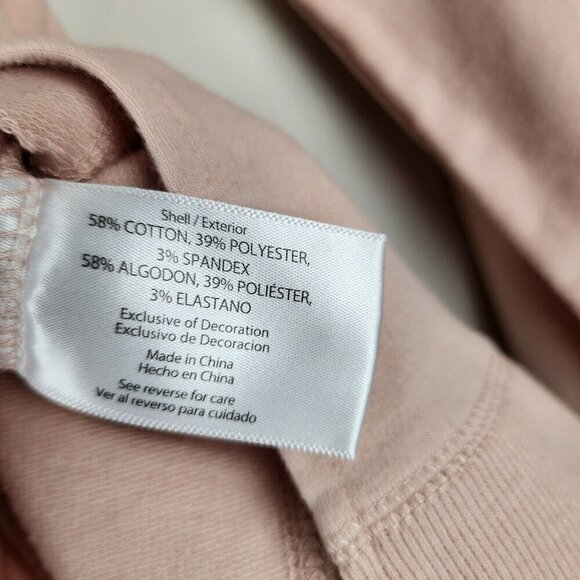 Shell / Exterior
58% COTTON, 39% POLYESTER,
3% SPANDEX
58% ALGODON, 39% POLIÉSTER,
3% ELASTANO
Exclusive of Decoration
Exclusivo de Decoracion
Made in China
Hecho en China
See reverse for care
Ver al reverso para cuidado